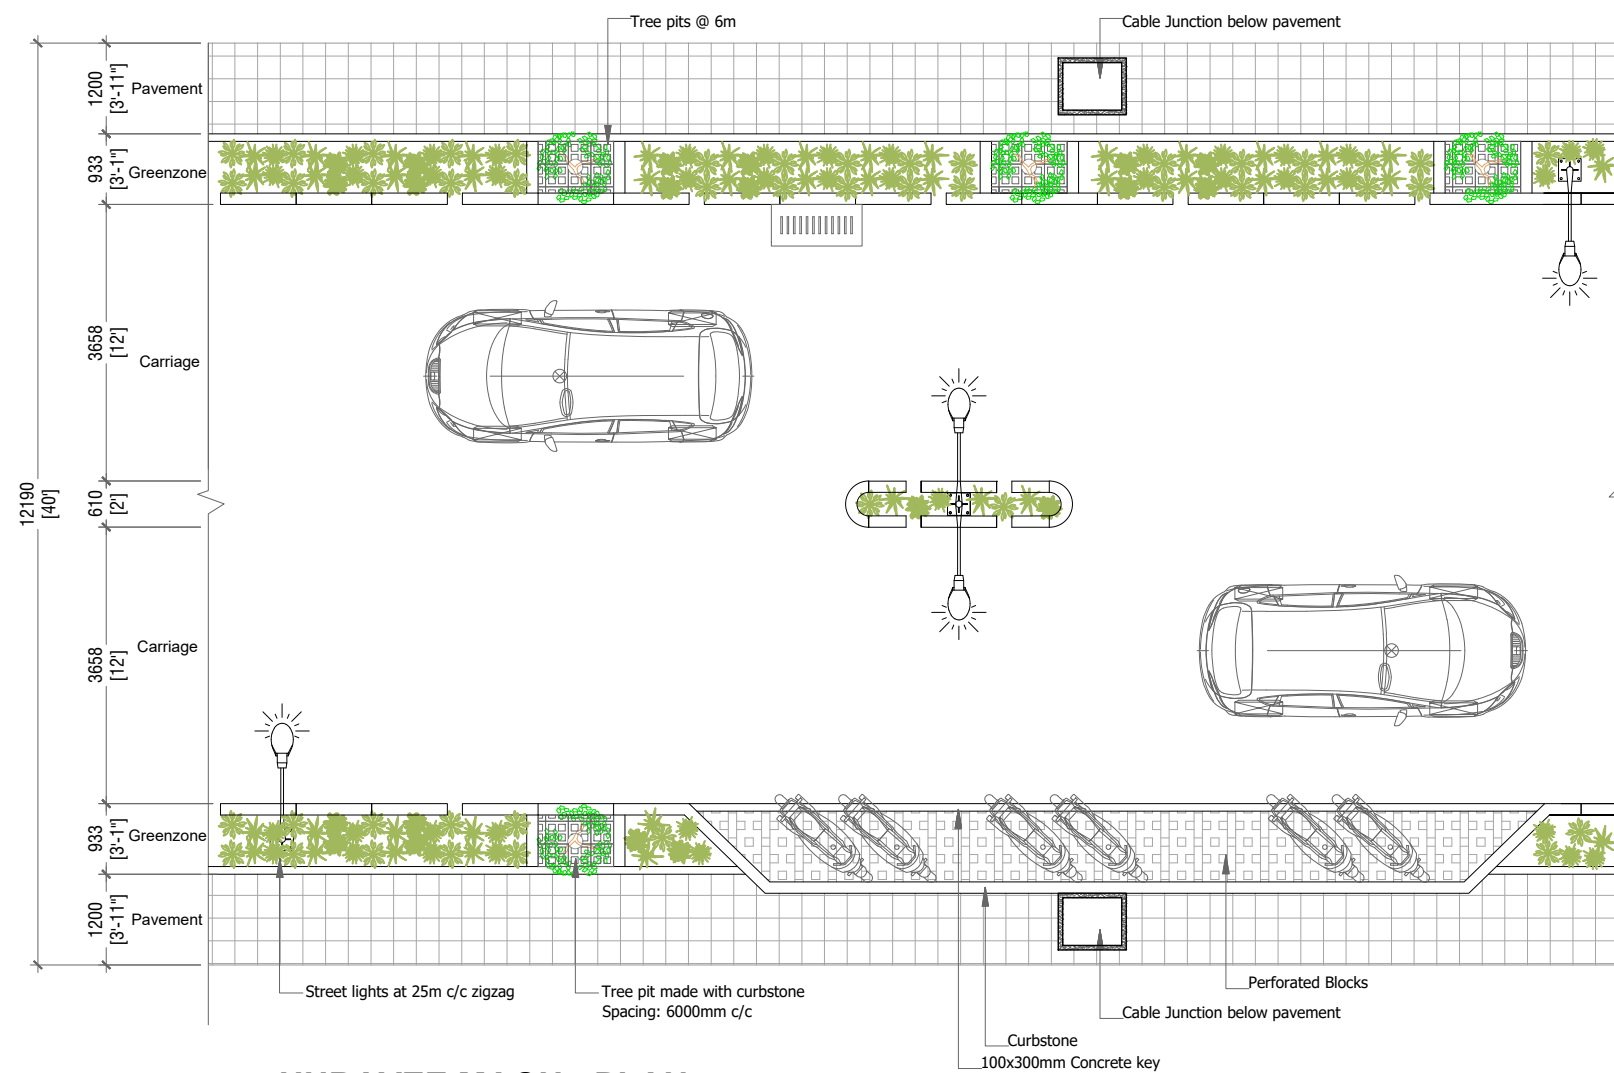 Tree pits @ 6m
Cable Junction below pavement
1200
[3'-11"]
Pavement
933
[3'-1"]
Greenzone
3658
[12']
Carriage
12190
[40']
610
[2']
3658
[12']
Carriage
933
[3'-1"]
Greenzone
1200
[3'-11"]
Pavement
Street lights at 25m c/c zigzag
Tree pit made with curbstone
Spacing: 6000mm c/c
Perforated Blocks
Cable Junction below pavement
Curbstone
100x300mm Concrete key